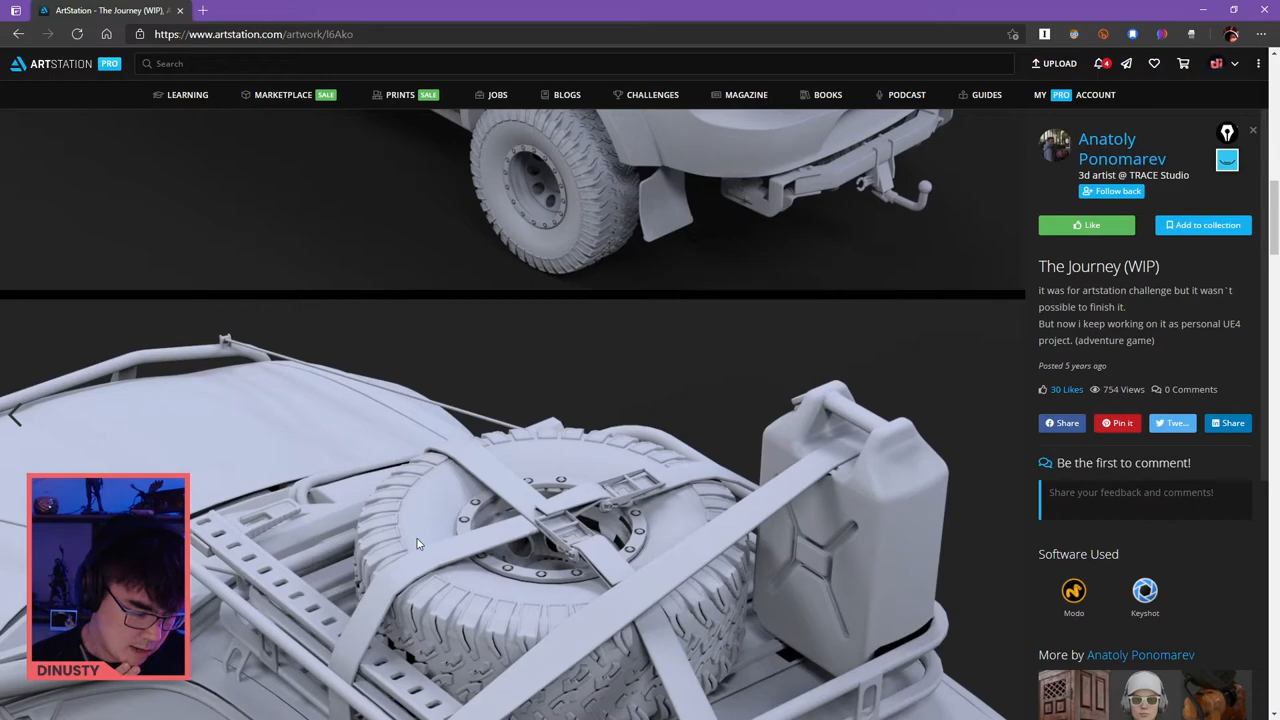 ArtStation - The Journey (WIP), A
https://www.artstation.com/artwork/l6Ako
ARTSTATION PRO
Search
UPLOAD
4
LEARNING
MARKETPLACE SALE
PRINTS SALE
JOBS
BLOGS
CHALLENGES
MAGAZINE
BOOKS
PODCAST
GUIDES
MY PRO ACCOUNT
Anatoly
Ponomarev
3d artist @ TRACE Studio
Follow back
Like
Add to collection
The Journey (WIP)
it was for artstation challenge but it wasn`t
possible to finish it.
But now i keep working on it as personal UE4
project. (adventure game)
Posted 5 years ago
30 Likes 754 Views 0 Comments
Share
Pin it
Twe...
Share
Be the first to comment!
Share your feedback and comments!
Software Used
Modo
Keyshot
More by Anatoly Ponomarev
DINUSTY